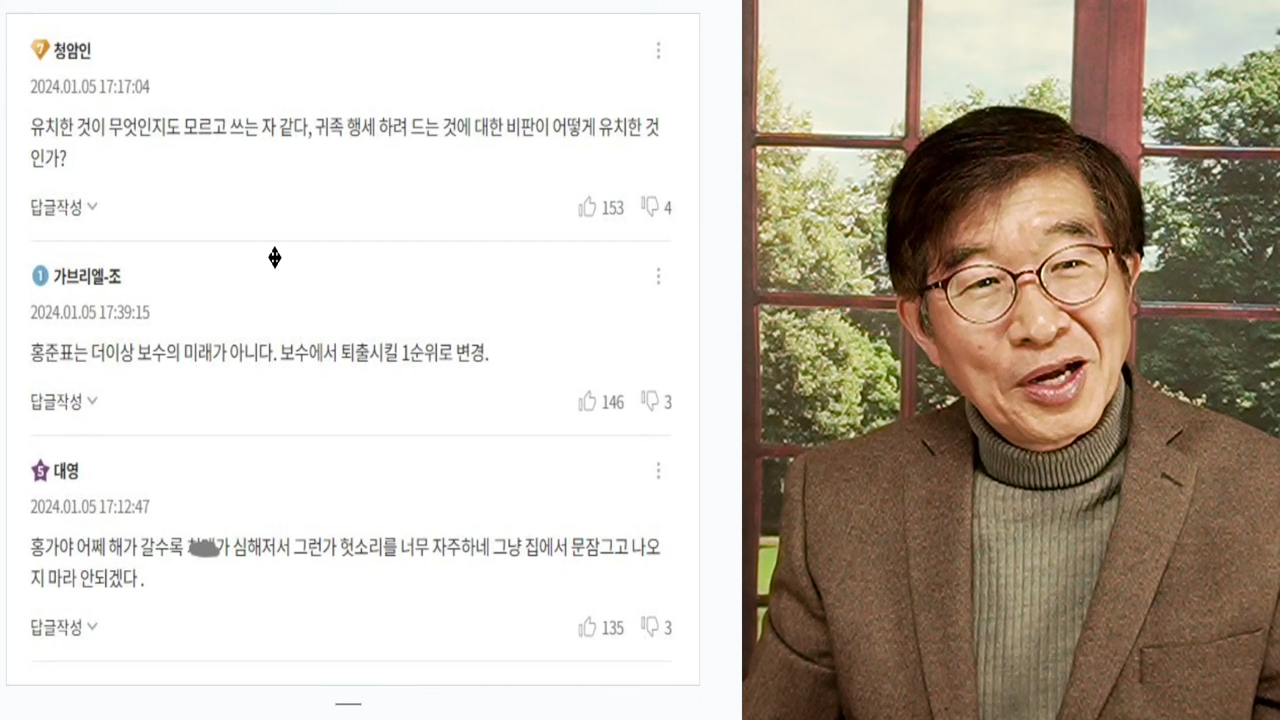 7 청암인
2024.01.05 17:17:04
유치한 것이 무엇인지도 모르고 쓰는 자 같다, 귀족 행세 하려 드는 것에 대한 비판이 어떻게 유치한 것
인가?
답글작성 153 4
1 가브리엘-조
2024.01.05 17:39:15
홍준표는 더이상 보수의 미래가 아니다. 보수에서 퇴출시킬 1순위로 변경.
답글작성 146 3
5 대영
2024.01.05 17:12:47
홍가야 어쩨 해가 갈수록 가 심해저서 그런가 헛소리를 너무 자주하네 그냥 집에서 문잠그고 나오
지 마라 안되겠다 .
답글작성 135 3